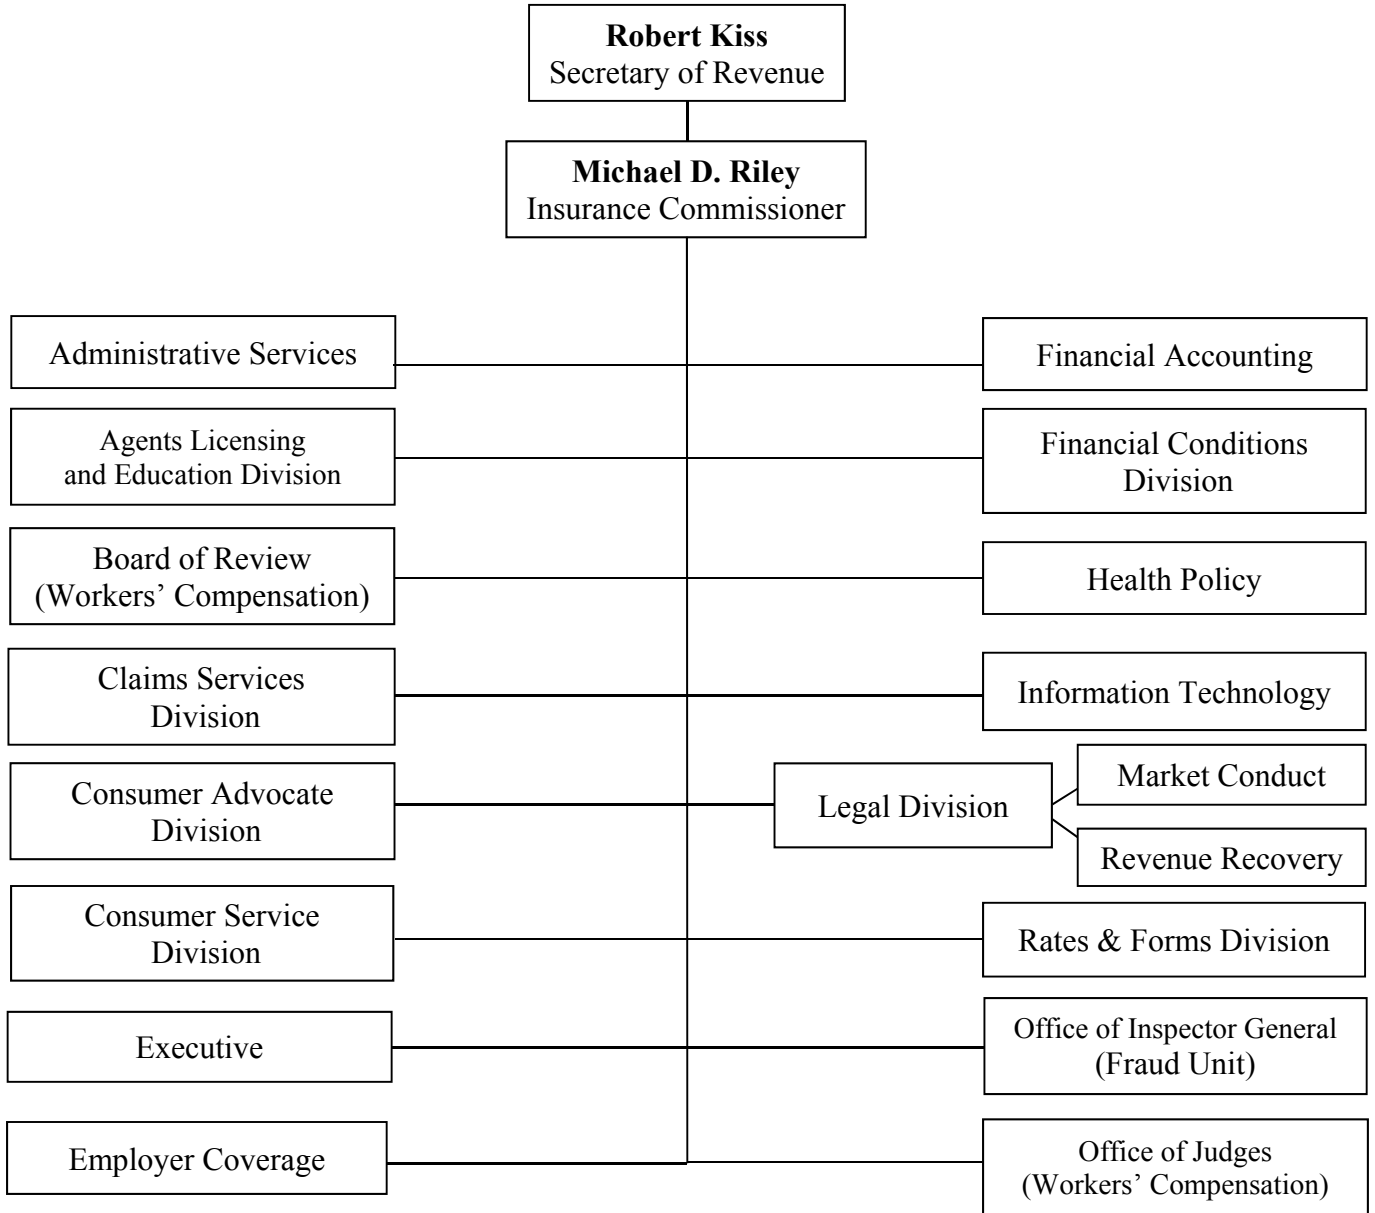 Robert Kiss
Secretary of Revenue
Michael D. Riley
Insurance Commissioner
Administrative Services
Financial Accounting
Agents Licensing
and Education Division
Financial Conditions
Division
Board of Review
(Workers’ Compensation)
Health Policy
Claims Services
Division
Information Technology
Consumer Advocate
Division
Legal Division
Market Conduct
Revenue Recovery
Consumer Service
Division
Rates & Forms Division
Executive
Office of Inspector General
(Fraud Unit)
Employer Coverage
Office of Judges
(Workers’ Compensation)